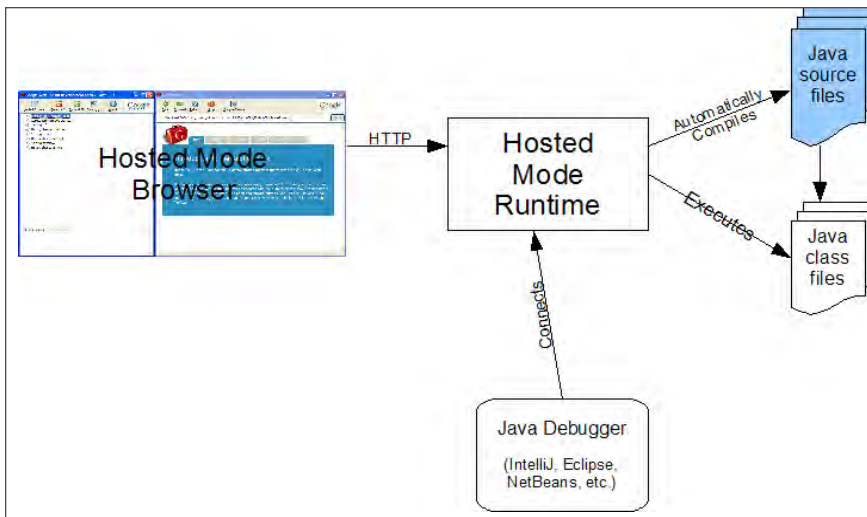 Hosted Mode
Browser
HTTP
Hosted
Mode
Runtime
Automatically
Compiles
Executes
Java
source
files
Java
class
files
Connects
Java Debugger
(IntelliJ, Eclipse,
NetBeans, etc.)